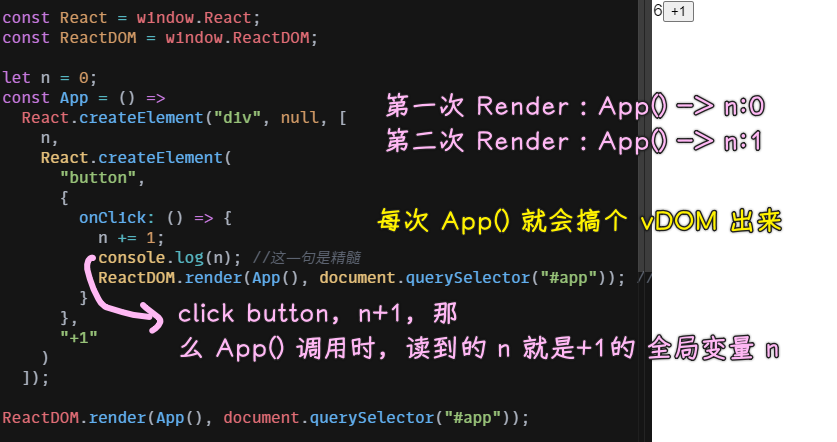 const React = window.React;
const ReactDOM = window.ReactDOM;
let n = 0;
const App = () =>
React.createElement("div", null, [
n,
React.createElement(
"button",
{
onClick: () => {
n += 1;
console.log(n); //这一句是精髓
ReactDOM.render(App(), document.querySelector("#app")); //
}
},
"+1"
)
]);
ReactDOM.render(App(), document.querySelector("#app"));
第一次 Render : App() -> n:0
第二次 Render : App() -> n:1
每次 App() 就会搞个 vDOM 出来
click button, n+1, 那
么 App() 调用时, 读到的 n 就是+1的 全局变量 n
6 +1